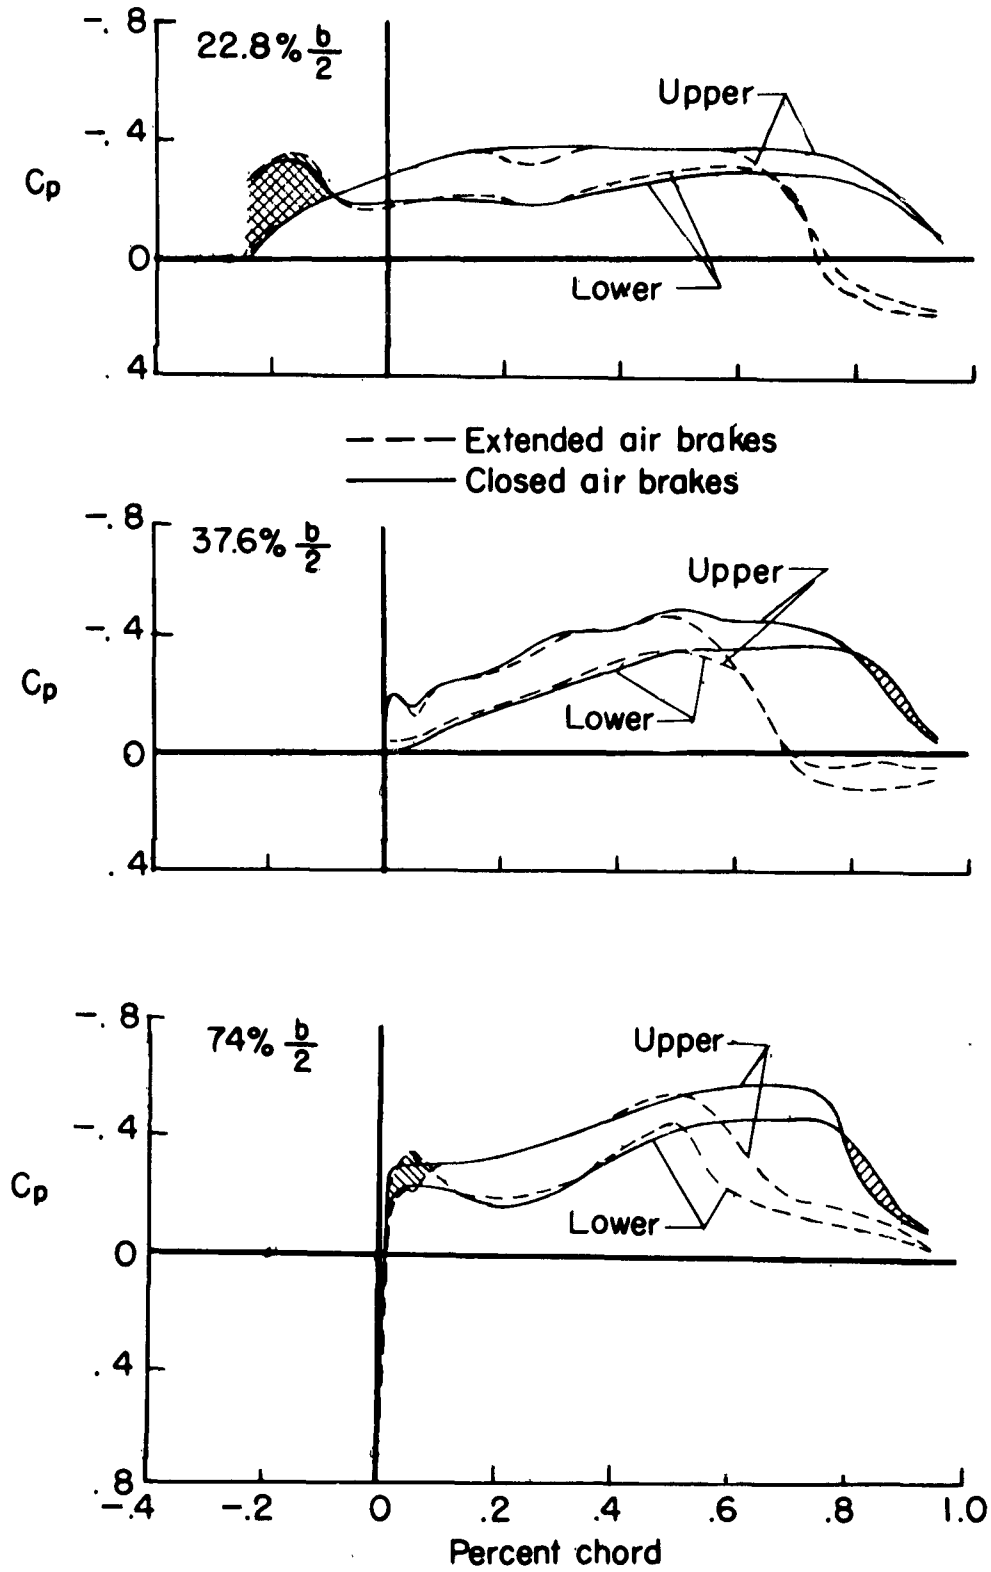 -.8
22.8% b/2
Upper
-.4
Cp
0
Lower
.4
Extended air brakes
Closed air brakes
-.8
37.6% b/2
Upper
-.4
Cp
Lower
0
.4
-.8
74% b/2
Upper
-.4
Cp
Lower
0
.4
.8
-.4 -.2 0 .2 .4 .6 .8 1.0
Percent chord